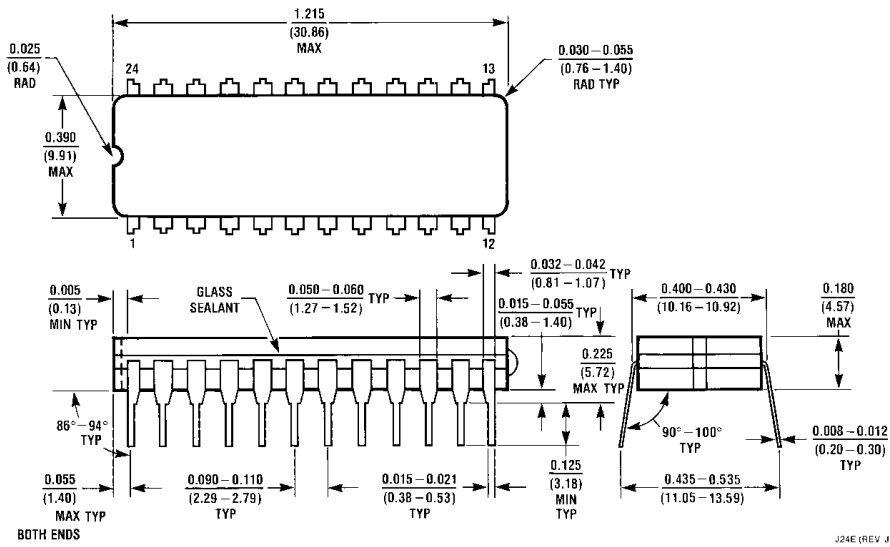 1.215
(30.86)
MAX
0.025
(0.64)
RAD
24
13
0.030–0.055
(0.76–1.40)
RAD TYP
0.390
(9.91)
MAX
1
12
0.005
(0.13)
MIN TYP
GLASS
SEALANT
0.050–0.060
(1.27–1.52)
TYP
0.032–0.042
(0.81–1.07)
TYP
0.015–0.055
(0.38–1.40)
TYP
0.400–0.430
(10.16–10.92)
0.180
(4.57)
MAX
0.225
(5.72)
MAX TYP
86°–94°
TYP
90°–100°
TYP
0.008–0.012
(0.20–0.30)
TYP
0.055
(1.40)
MAX TYP
BOTH ENDS
0.090–0.110
(2.29–2.79)
TYP
0.015–0.021
(0.38–0.53)
TYP
0.125
(3.18)
MIN
TYP
0.435–0.535
(11.05–13.59)
J24E (REV J